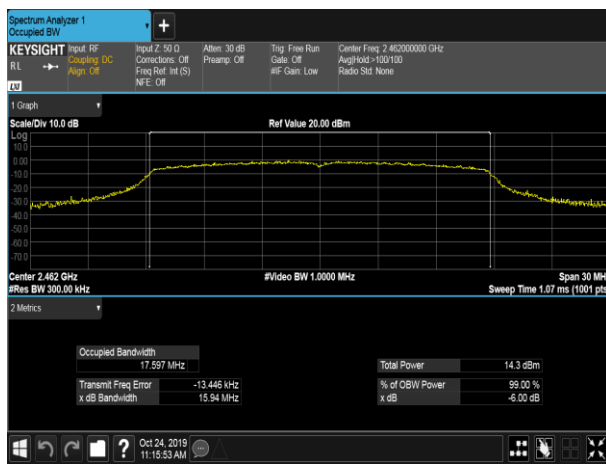 Spectrum Analyzer 1
Occupied BW
KEYSIGHT
RL
LXI
Input: RF
Coupling: DC
Align: Off
Input Z: 50 Ω
Corrections: Off
Freq Ref: Int (S)
NFE: Off
Atten: 30 dB
Preamp: Off
Trig: Free Run
Gate: Off
#IF Gain: Low
Center Freq: 2.462000000 GHz
Avg|Hold:>100/100
Radio Std: None
1 Graph
Scale/Div 10.0 dB
Ref Value 20.00 dBm
Log
10.0
0.00
-10.0
-20.0
-30.0
-40.0
-50.0
-60.0
-70.0
Center 2.462 GHz
#Video BW 1.0000 MHz
Span 30 MH
#Res BW 300.00 kHz
Sweep Time 1.07 ms (1001 pts
2 Metrics
Occupied Bandwidth
17.597 MHz
Total Power 14.3 dBm
Transmit Freq Error -13.446 kHz
% of OBW Power 99.00 %
x dB Bandwidth 15.94 MHz
x dB -6.00 dB
?
Oct 24, 2019
11:15:53 AM